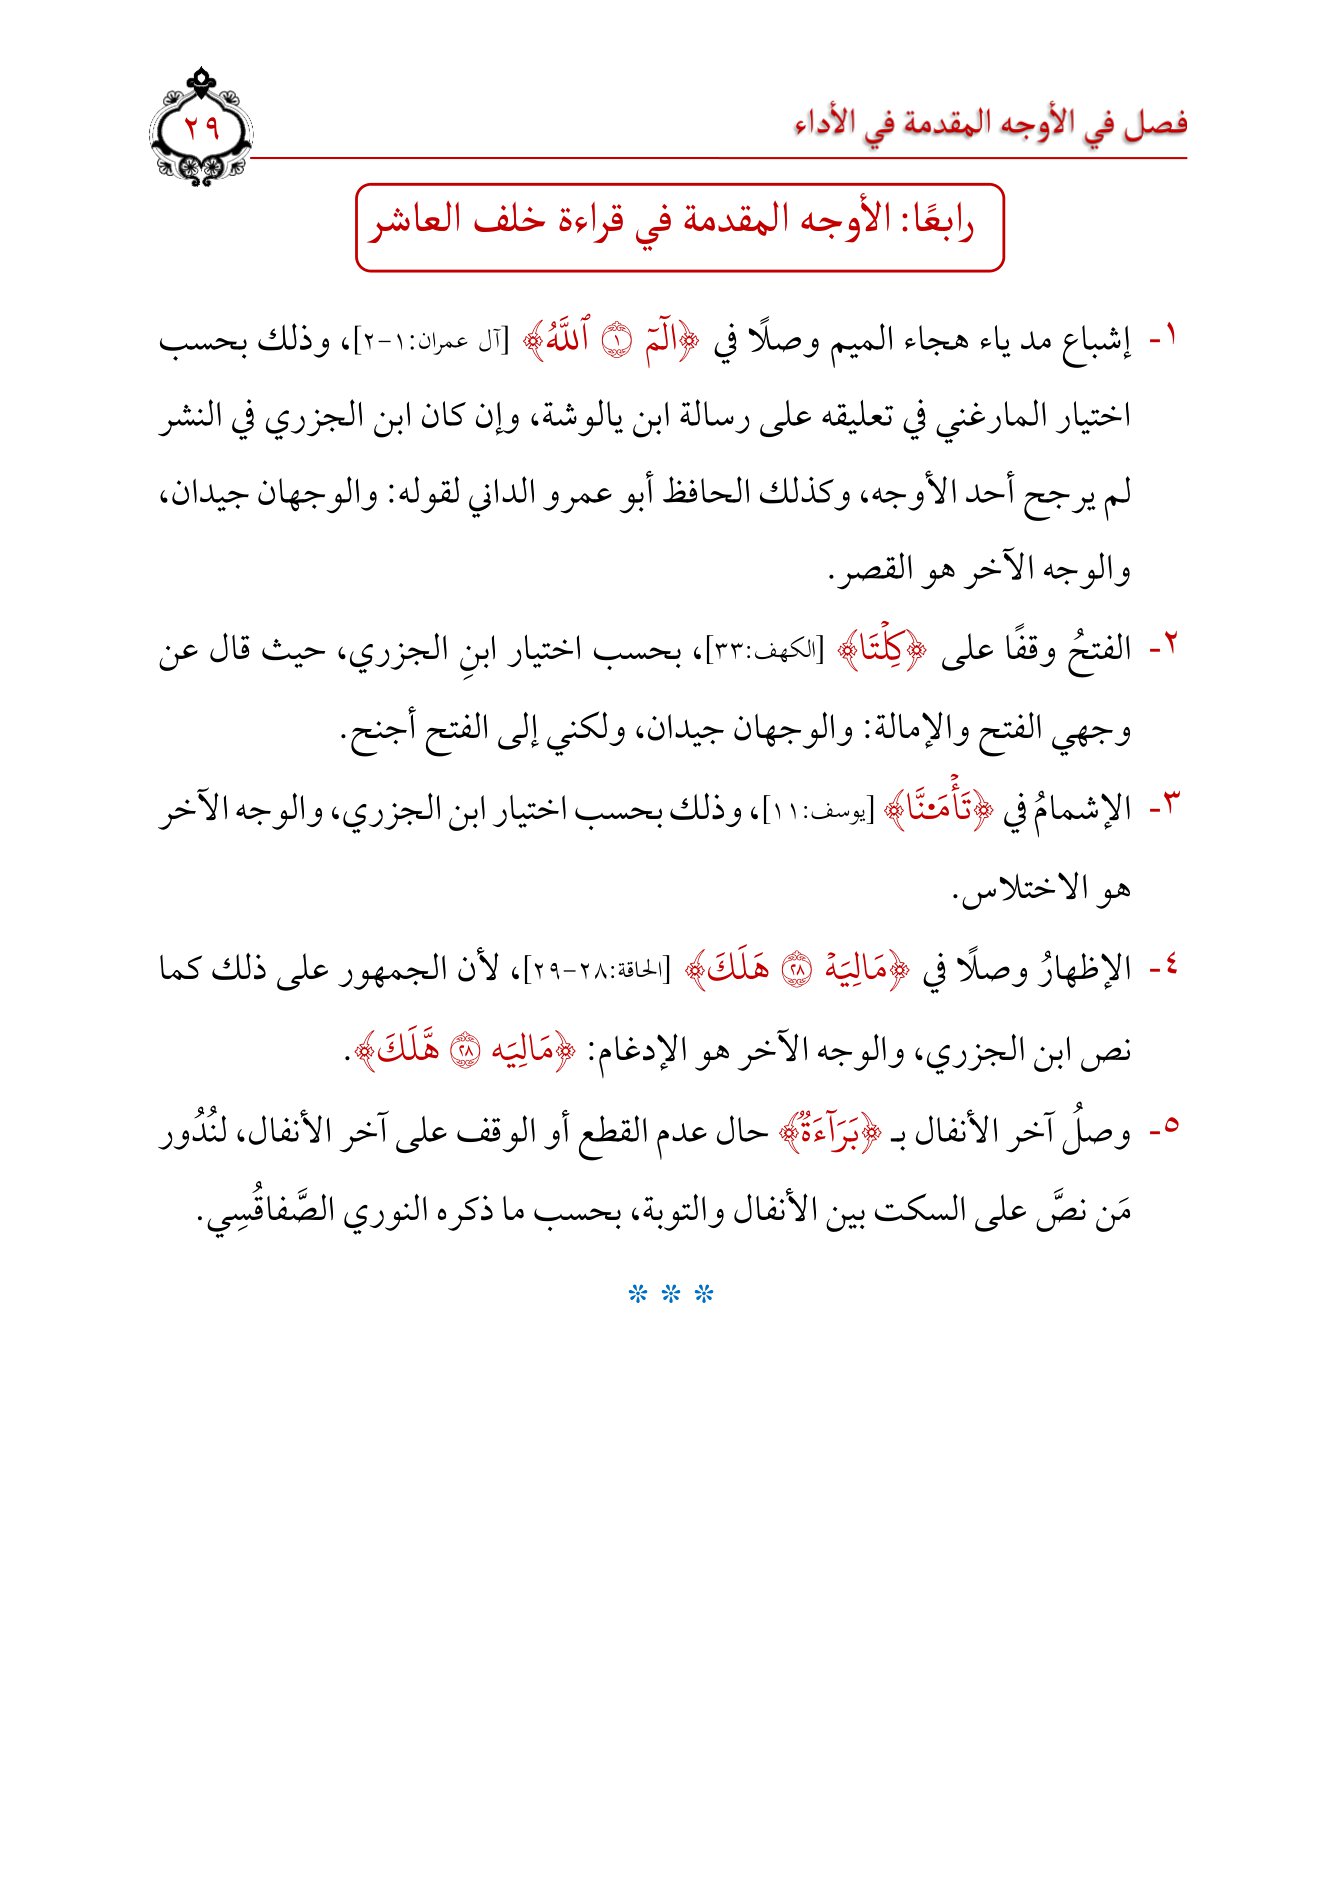 فصل في الأوجه المقدمة في الأداء
٢٩
رابعًا: الأوجه المقدمة في قراءة خلف العاشر
١- إشباع مد ياء هجاء الميم وصلًا في ﴿الٓمٓ ١ ٱللَّهُ﴾ [آل عمران:١-٢]، وذلك بحسب
اختيار المارغني في تعليقه على رسالة ابن يالوشة، وإن كان ابن الجزري في النشر
لم يرجح أحد الأوجه، وكذلك الحافظ أبو عمرو الداني لقوله: والوجهان جيدان،
والوجه الآخر هو القصر.
٢- الفتحُ وقفًا على ﴿كِلۡتَا﴾ [الكهف:٣٣]، بحسب اختيار ابنِ الجزري، حيث قال عن
وجهي الفتح والإمالة: والوجهان جيدان، ولكني إلى الفتح أجنح.
٣- الإشمامُ في ﴿تَأۡمَ۬نَّا﴾ [يوسف:١١]، وذلك بحسب اختيار ابن الجزري، والوجه الآخر
هو الاختلاس.
٤- الإظهارُ وصلًا في ﴿مَالِيَهۡ ٢٨ هَلَكَ﴾ [الحاقة:٢٨-٢٩]، لأن الجمهور على ذلك كما
نص ابن الجزري، والوجه الآخر هو الإدغام: ﴿مَالِيَه ٢٨ هَّلَكَ﴾.
٥- وصلُ آخر الأنفال بـ ﴿بَرَآءَةٞ﴾ حال عدم القطع أو الوقف على آخر الأنفال، لنُدُور
مَن نصَّ على السكت بين الأنفال والتوبة، بحسب ما ذكره النوري الصَّفاقُسِي.